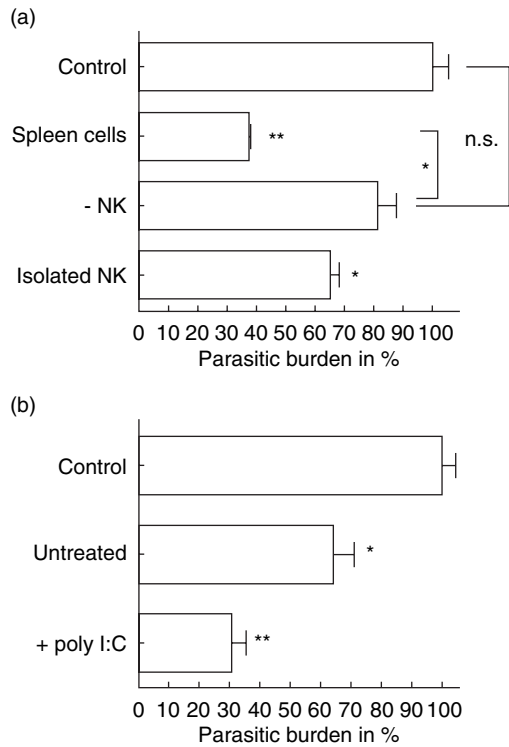 (a)
Control
Spleen cells
**
n.s.
*
- NK
Isolated NK
*
0 10 20 30 40 50 60 70 80 90 100
Parasitic burden in %
(b)
Control
Untreated
*
+ poly I:C
**
0 10 20 30 40 50 60 70 80 90 100
Parasitic burden in %